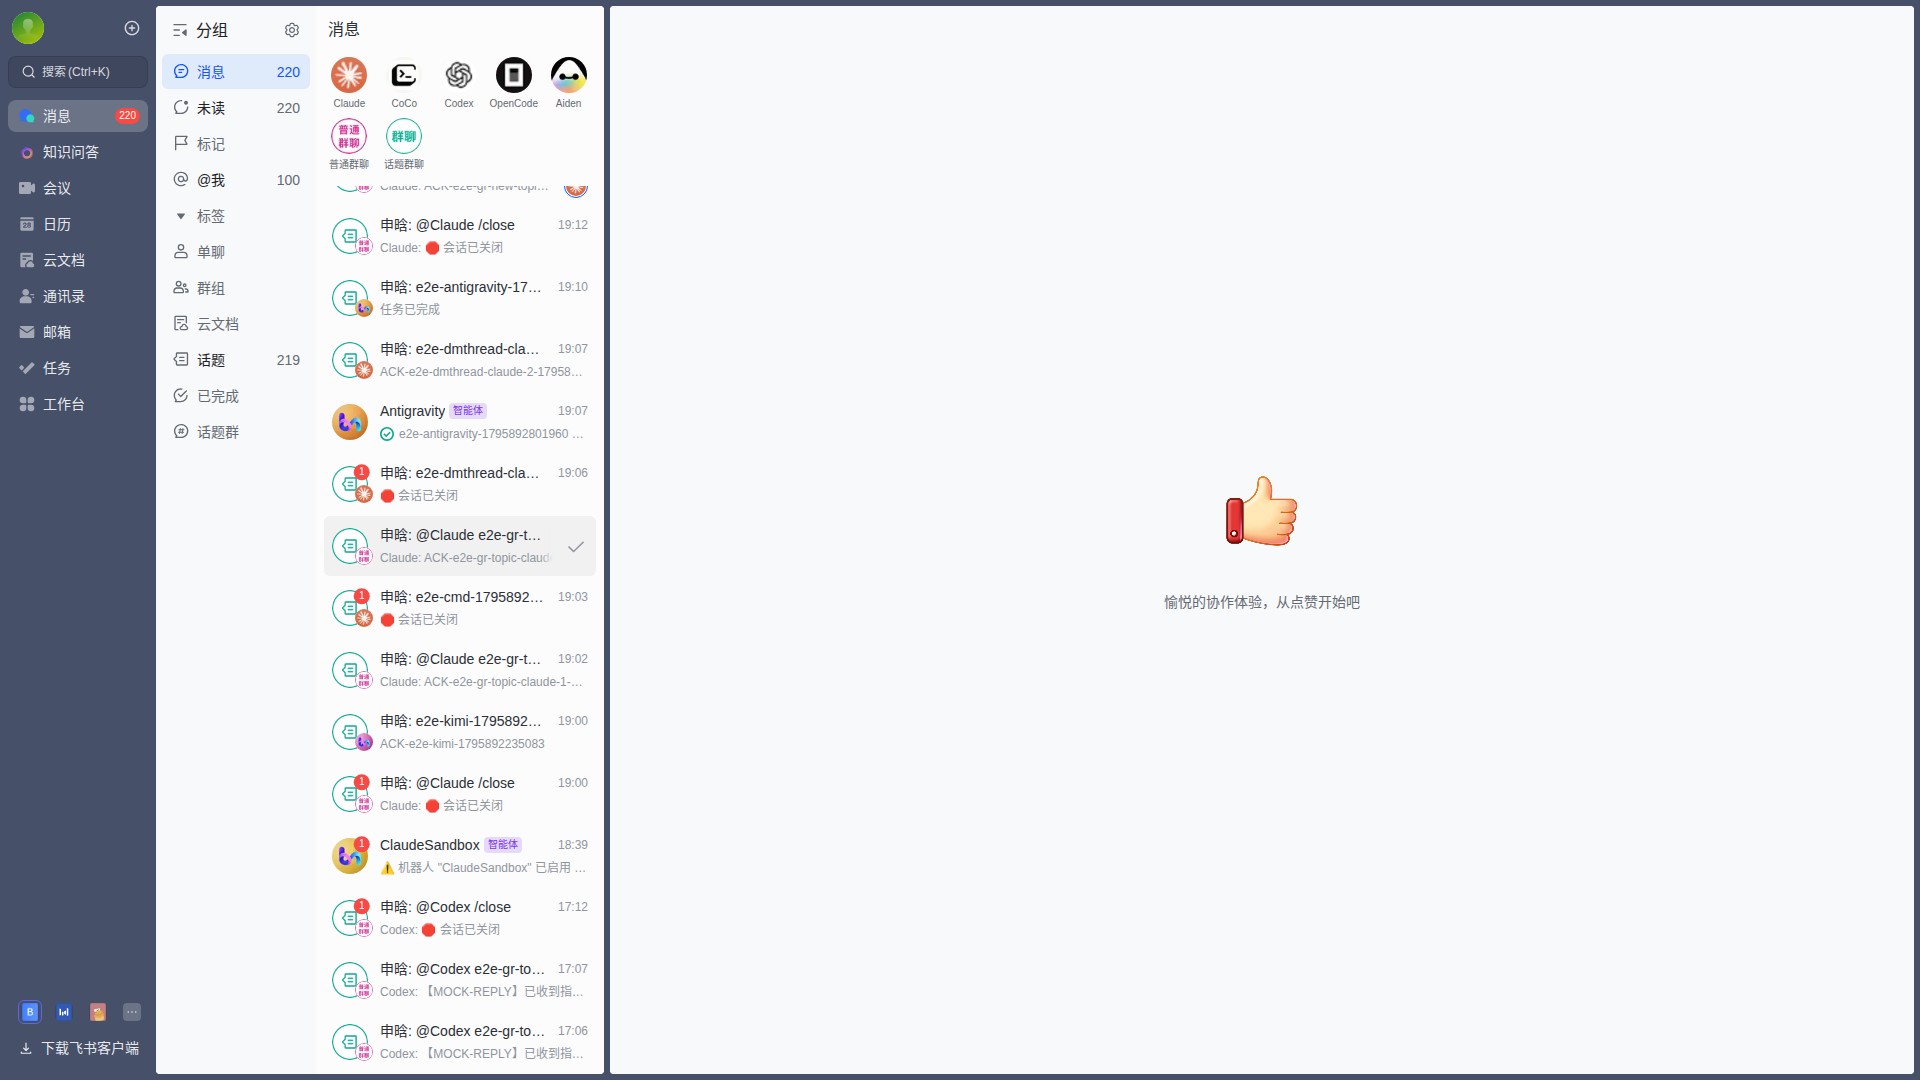 搜索 (Ctrl+K)
消息 220
知识问答
会议
日历
云文档
通讯录
邮箱
任务
工作台
B
下载飞书客户端
分组
消息 220
未读 220
标记
@我 100
标签
单聊
群组
云文档
话题 219
已完成
话题群
消息
Claude CoCo Codex OpenCode Aiden
普通
群聊
群聊
普通群聊 话题群聊
Claude: ACK-e2e-gr-new-topi...
申晗: @Claude /close 19:12
Claude: 会话已关闭
申晗: e2e-antigravity-17... 19:10
任务已完成
申晗: e2e-dmthread-cla... 19:07
ACK-e2e-dmthread-claude-2-17958...
Antigravity 智能体 19:07
e2e-antigravity-1795892801960 ...
1
申晗: e2e-dmthread-cla... 19:06
会话已关闭
申晗: @Claude e2e-gr-t...
Claude: ACK-e2e-gr-topic-claud
1
申晗: e2e-cmd-1795892... 19:03
会话已关闭
申晗: @Claude e2e-gr-t... 19:02
Claude: ACK-e2e-gr-topic-claude-1-...
申晗: e2e-kimi-1795892... 19:00
ACK-e2e-kimi-1795892235083
1
申晗: @Claude /close 19:00
Claude: 会话已关闭
1
ClaudeSandbox 智能体 18:39
机器人 "ClaudeSandbox" 已启用 ...
1
申晗: @Codex /close 17:12
Codex: 会话已关闭
申晗: @Codex e2e-gr-to... 17:07
Codex: 【MOCK-REPLY】已收到指...
申晗: @Codex e2e-gr-to... 17:06
Codex: 【MOCK-REPLY】已收到指...
愉悦的协作体验，从点赞开始吧